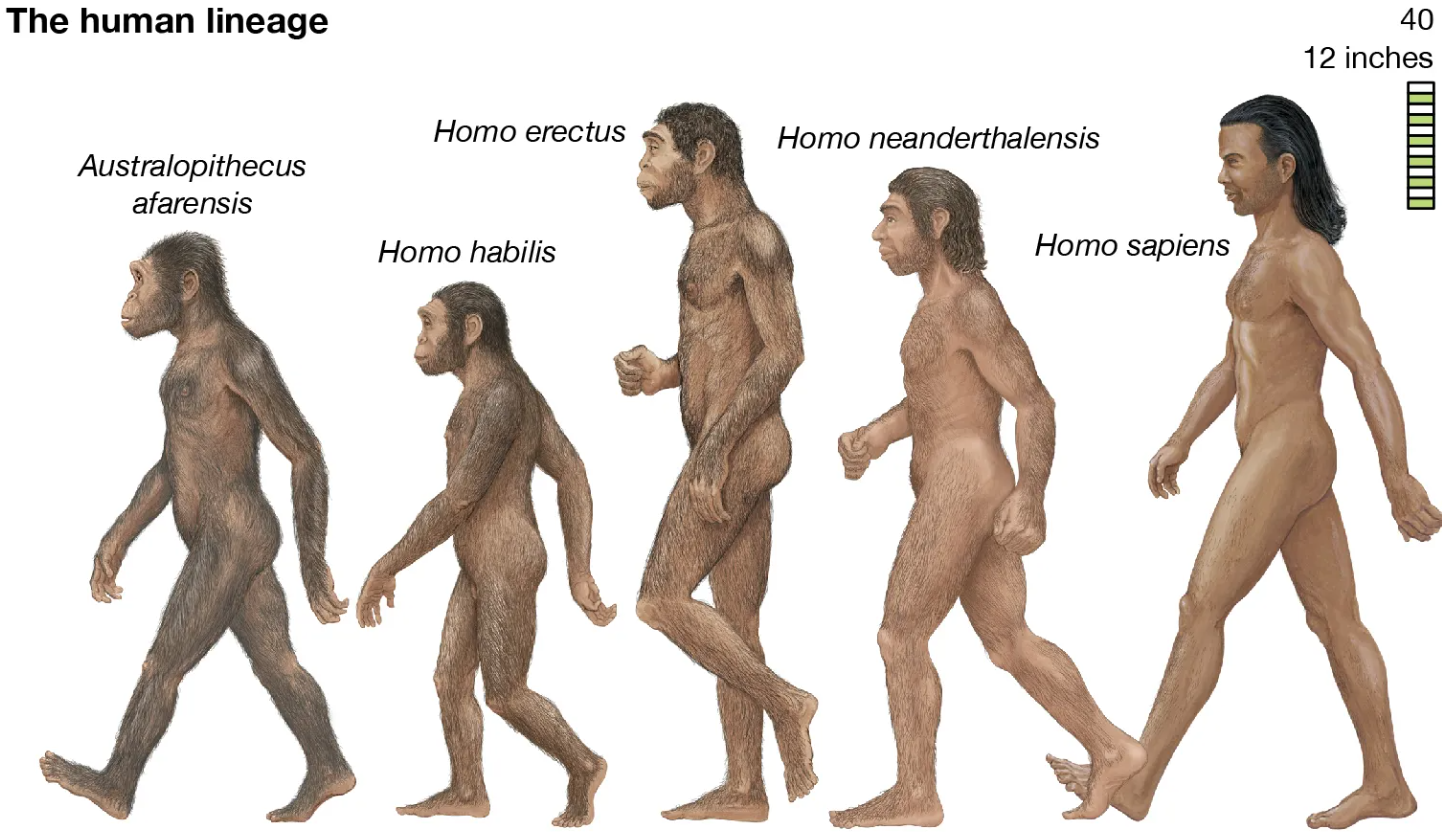 The human lineage
40
12 inches
Homo erectus
Homo neanderthalensis
Australopithecus
afarensis
Homo habilis
Homo sapiens